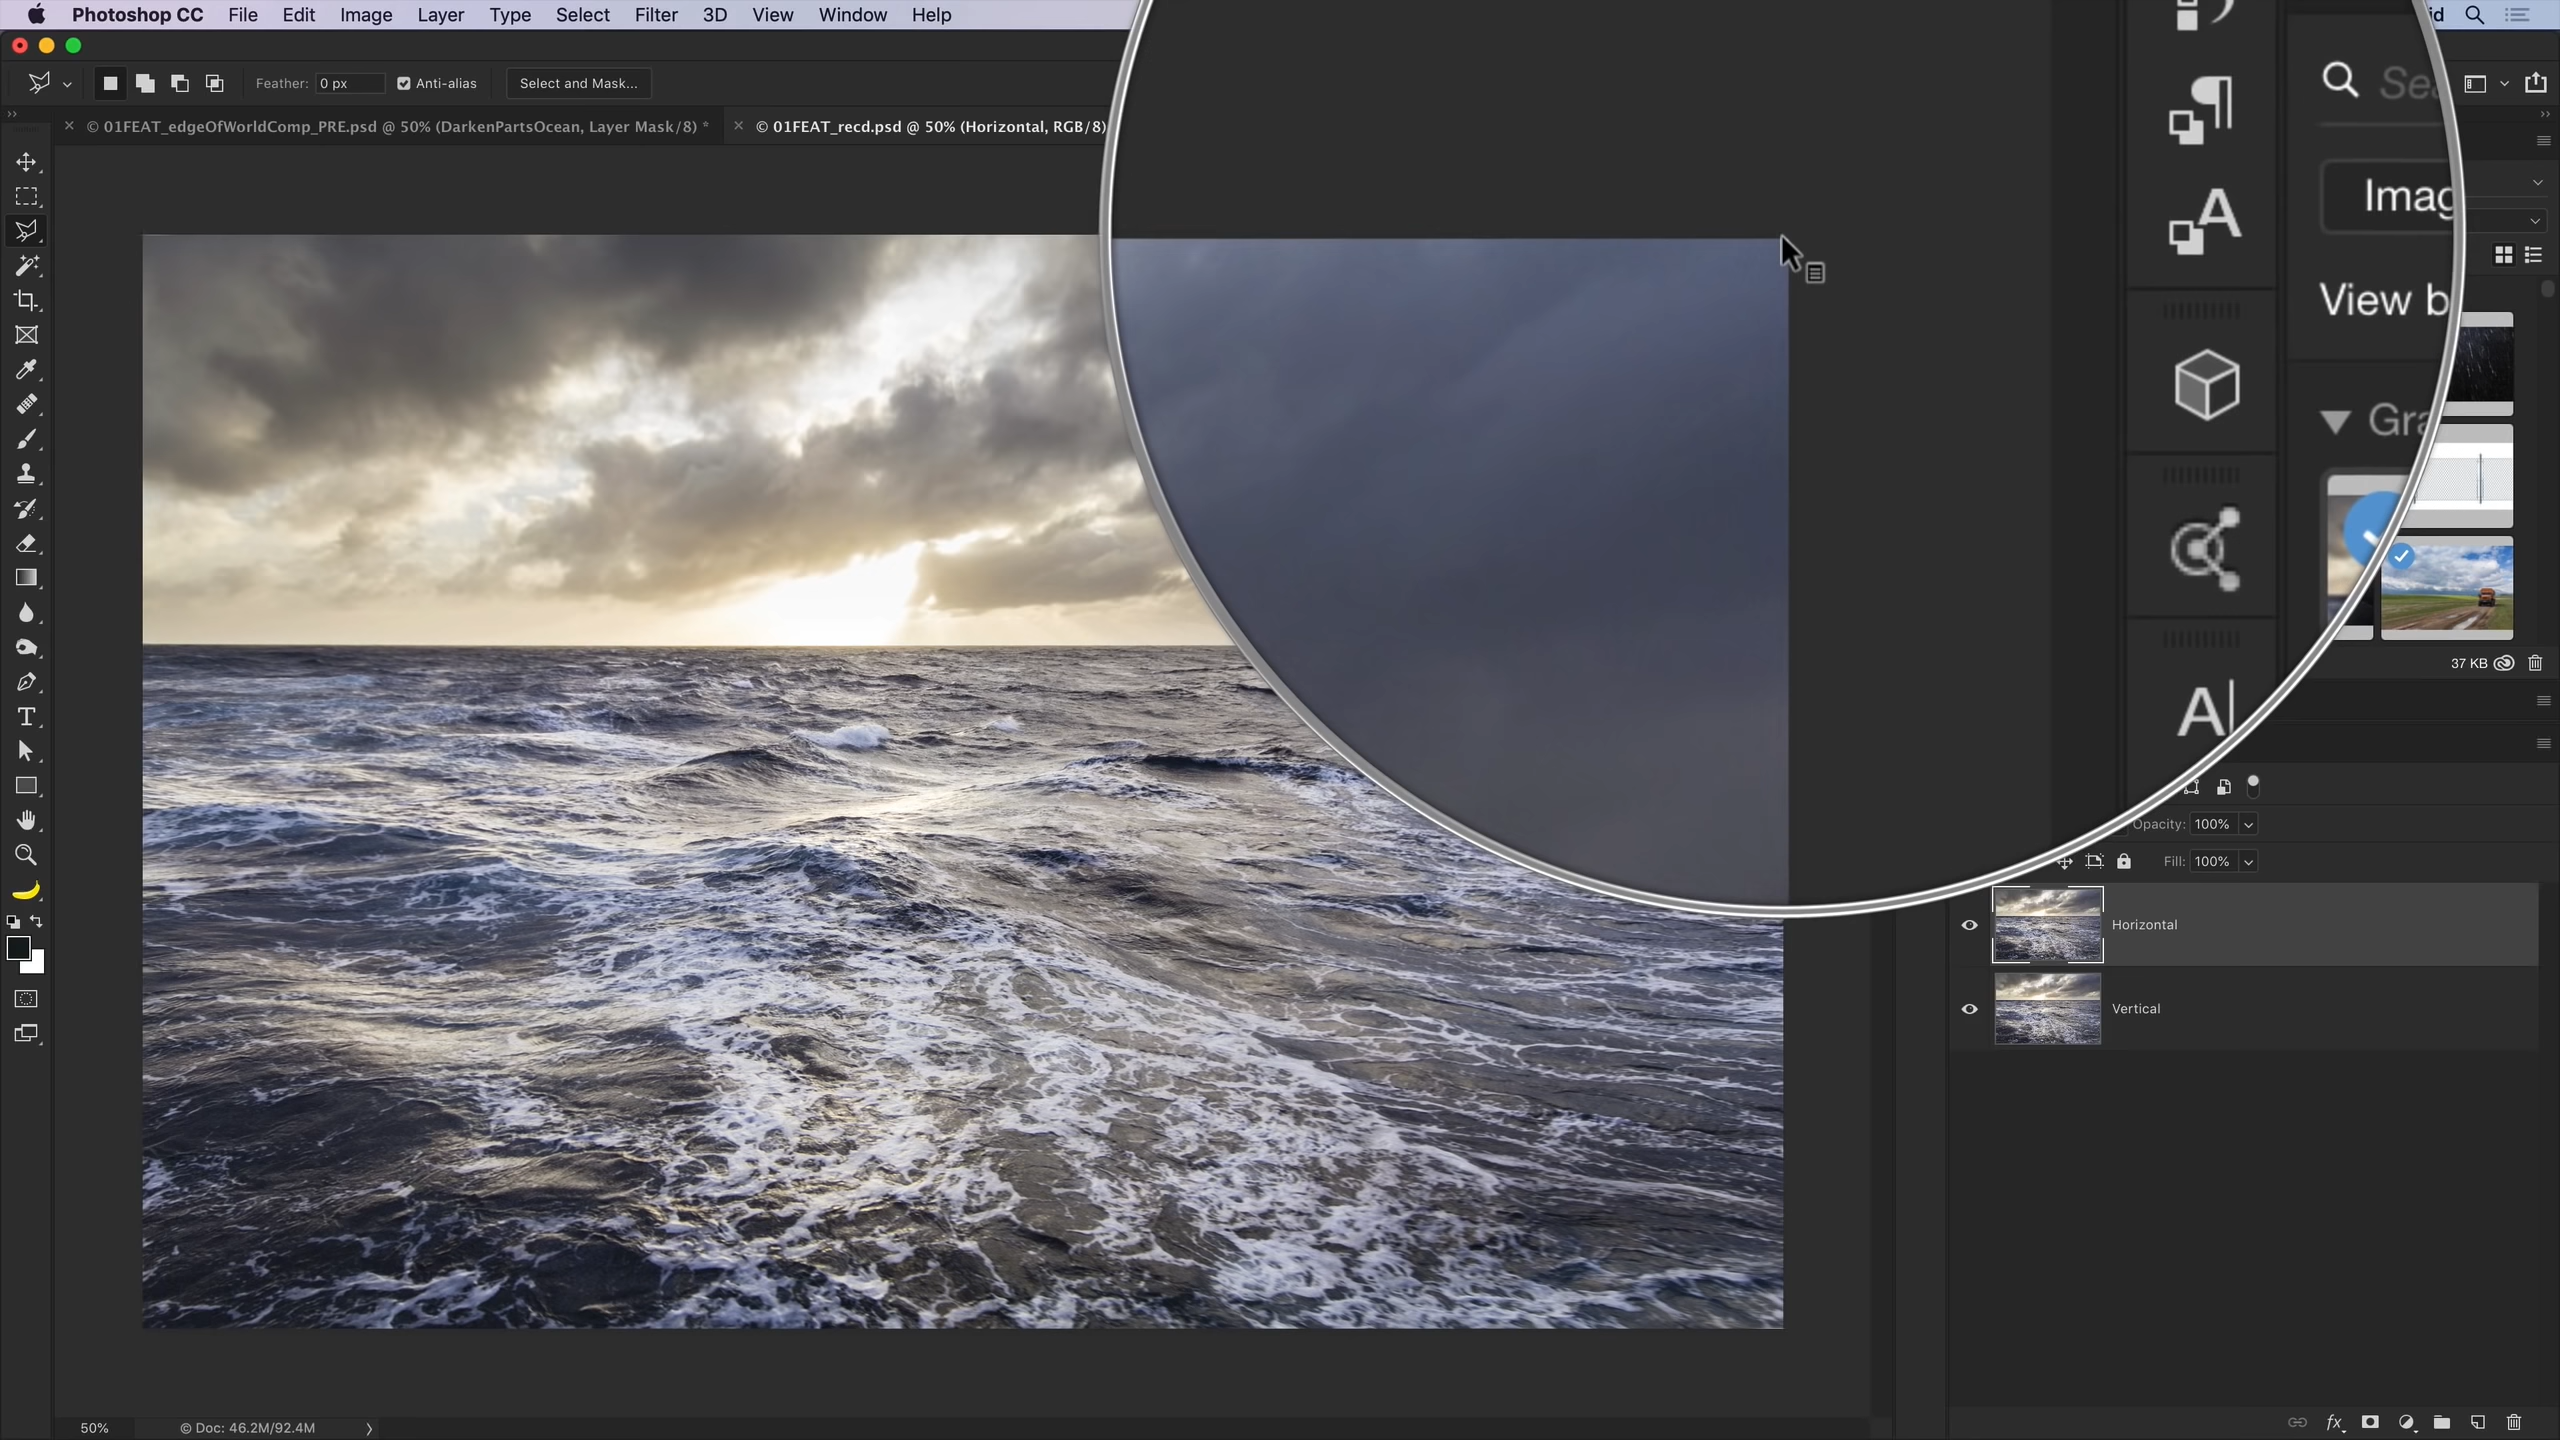 Photoshop CC File Edit Image Layer Type Select Filter 3D View Window Help
Feather: 0 px Anti-alias Select and Mask...
© 01FEAT_edgeOfWorldComp_PRE.psd @ 50% (DarkenPartsOcean, Layer Mask/8) *
© 01FEAT_recd.psd @ 50% (Horizontal, RGB/8)
View b
37 KB
Opacity: 100%
Fill: 100%
Horizontal
Vertical
50%
© Doc: 46.2M/92.4M